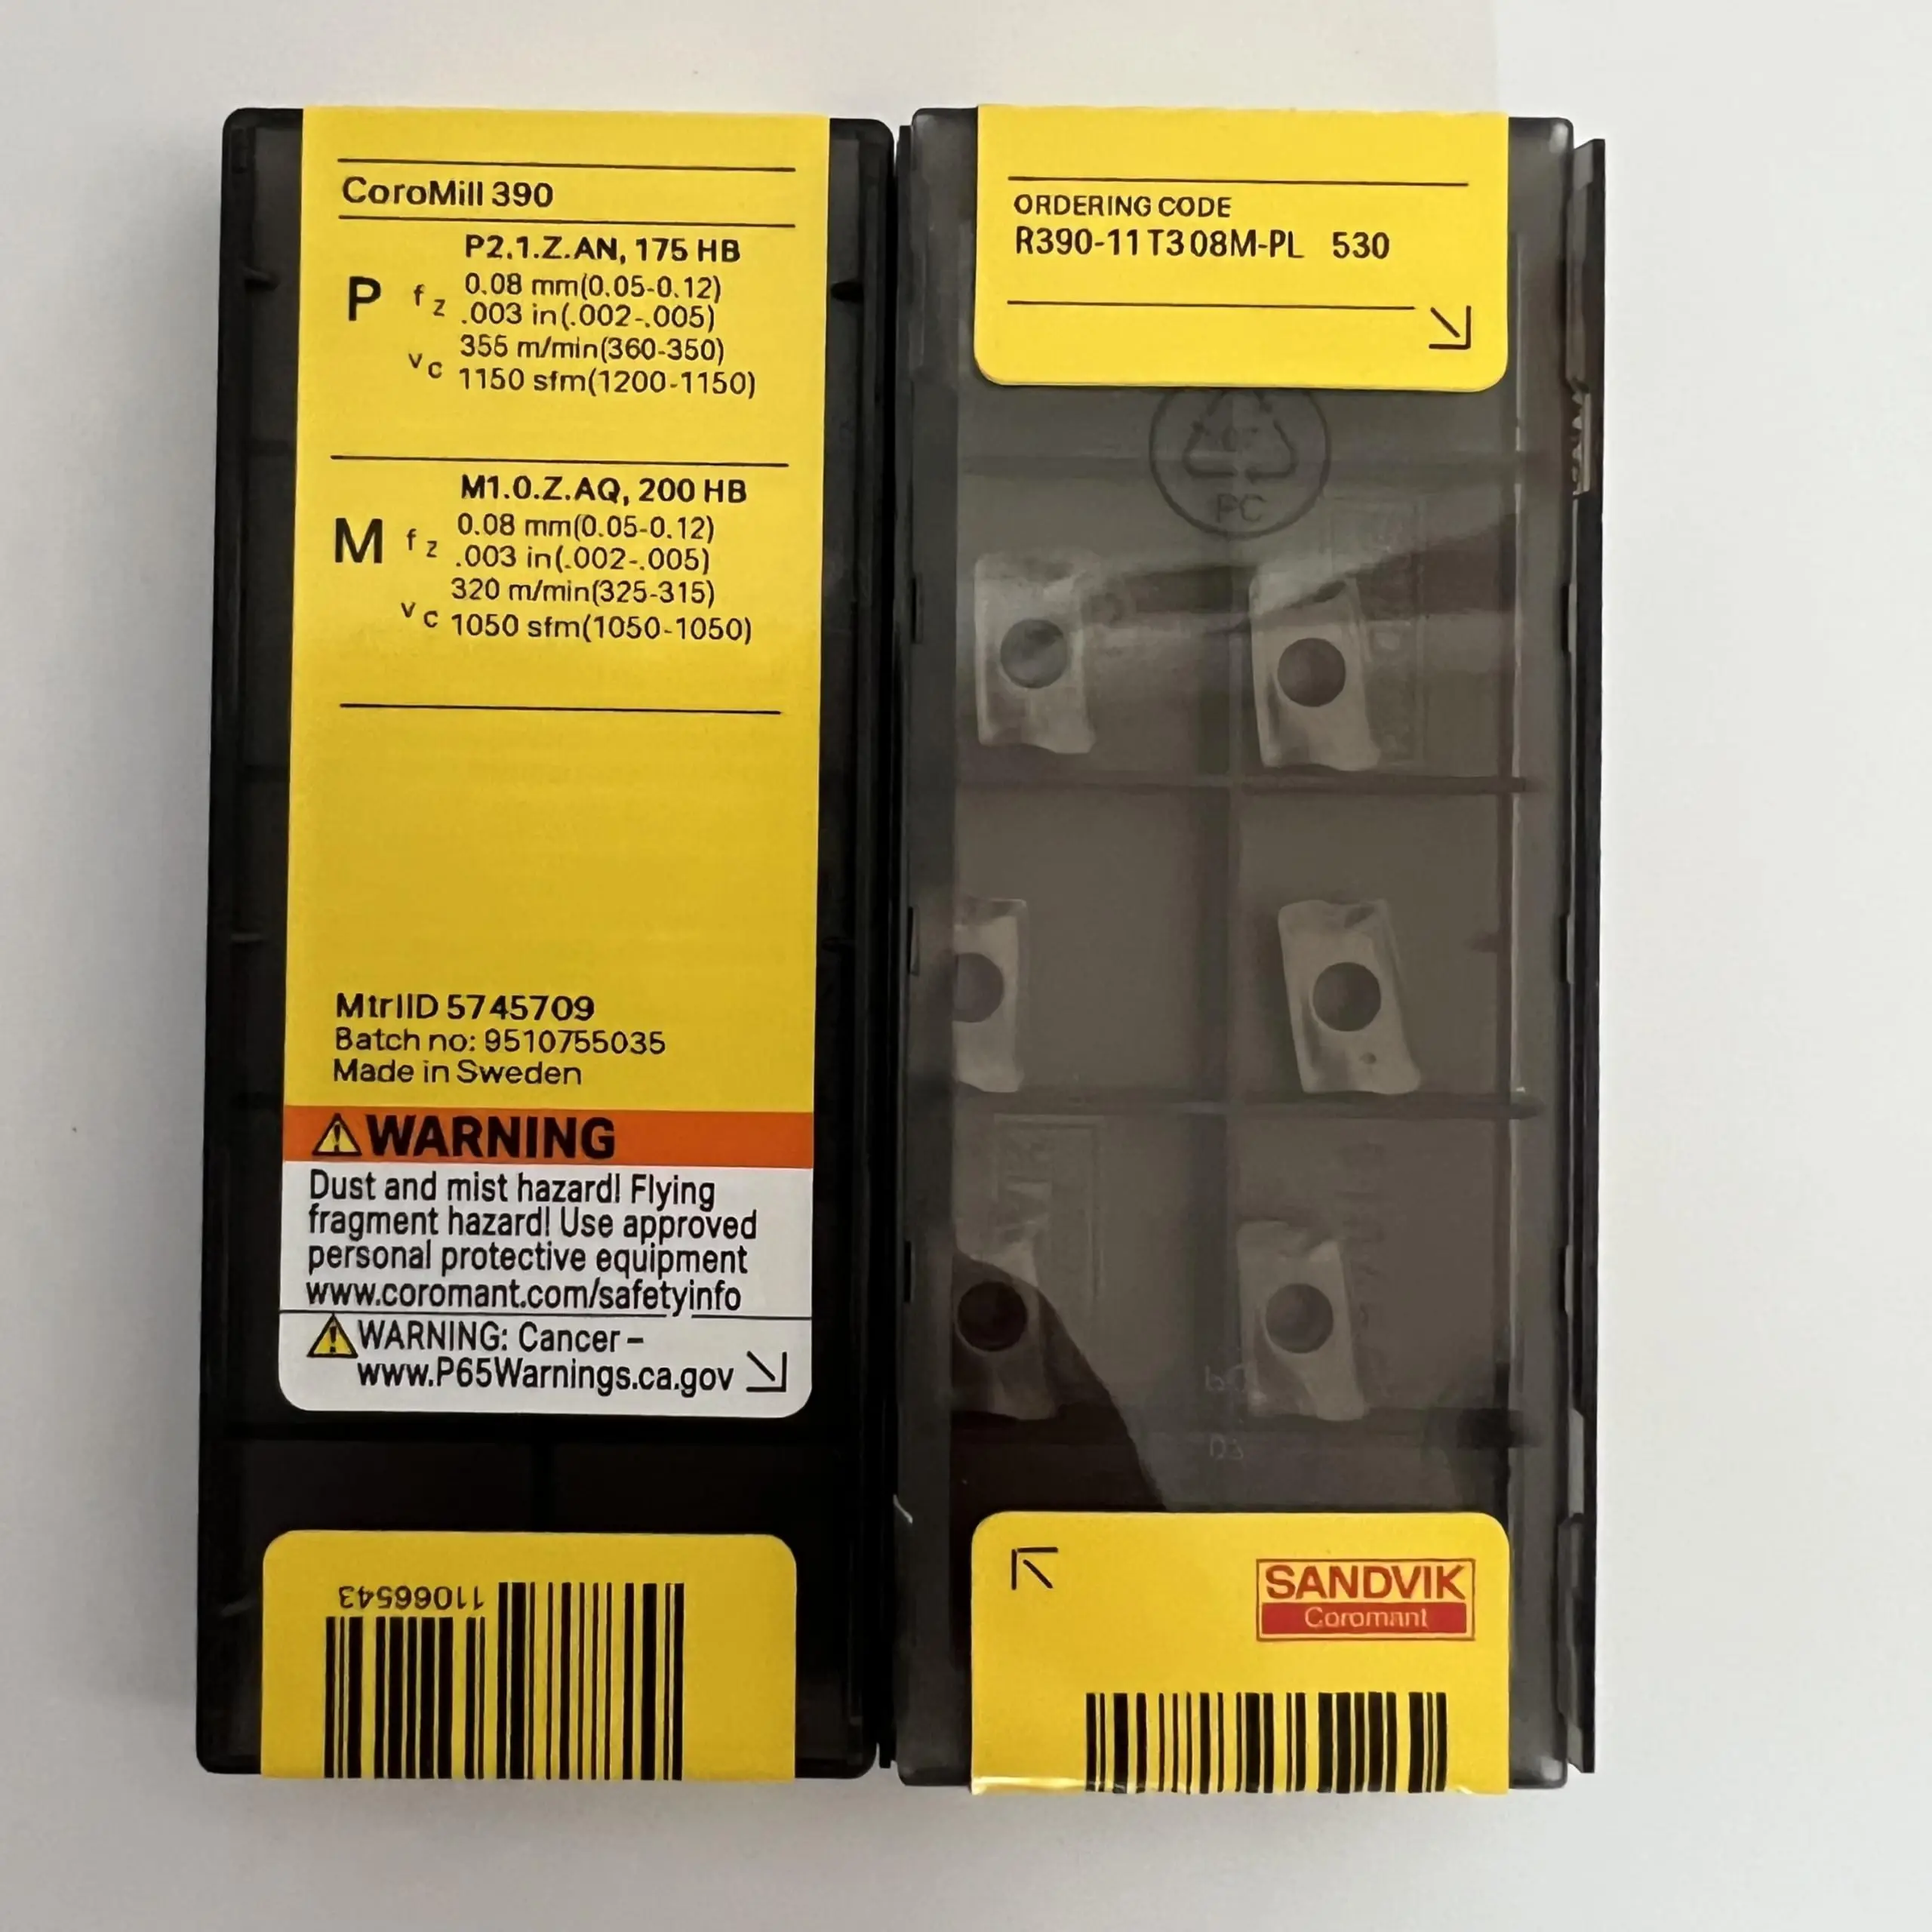 CoroMill 390
P2.1.Z.AN, 175 HB
P
fz
0.08 mm(0.05-0.12)
.003 in(.002-.005)
vc
355 m/min(360-350)
1150 sfm(1200-1150)
M1.0.Z.AQ, 200 HB
M
fz
0.08 mm(0.05-0.12)
.003 in(.002-.005)
vc
320 m/min(325-315)
1050 sfm(1050-1050)
MtrlID 5745709
Batch no: 9510755035
Made in Sweden
WARNING
Dust and mist hazard! Flying
fragment hazard! Use approved
personal protective equipment
www.coromant.com/safetyinfo
WARNING: Cancer –
www.P65Warnings.ca.gov
11066543
ORDERING CODE
R390-11 T3 08M-PL 530
PC
SANDVIK
Coromant